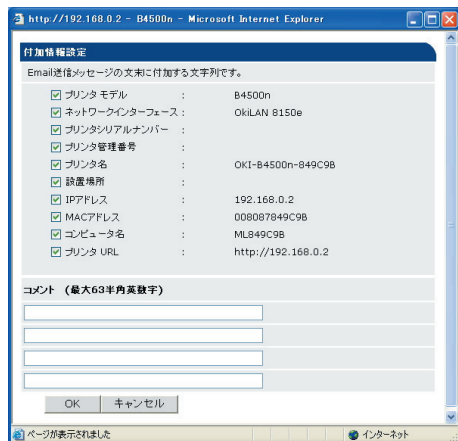 http://192.168.0.2 - B4500n - Microsoft Internet Explorer
付加情報設定
Email送信メッセージの文末に付加する文字列です。
プリンタ モデル : B4500n
ネットワークインターフェース : OkiLAN 8150e
プリンタシリアルナンバー :
プリンタ管理番号 :
プリンタ名 : OKI-B4500n-849C9B
設置場所 :
IPアドレス : 192.168.0.2
MACアドレス : 008087849C9B
コンピュータ名 : ML849C9B
プリンタ URL : http://192.168.0.2
コメント (最大63半角英数字)
OK キャンセル
ページが表示されました インターネット